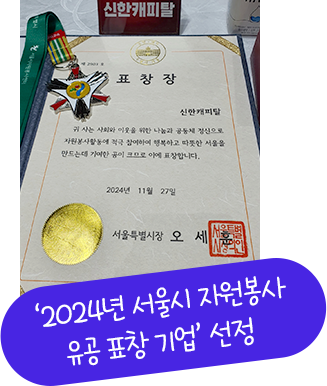 신한캐피탈
표 창 장
신한캐피탈
귀 사는 사회와 이웃을 위한 나눔과 공동체 정신으로
자원봉사활동에 적극 참여하여 행복하고 따뜻한 서울을
만드는데 기여한 공이 크므로 이에 표창합니다.
2024년 11월 27일
서울특별시장 오 세
‘2024년 서울시 자원봉사
유공 표창 기업’ 선정